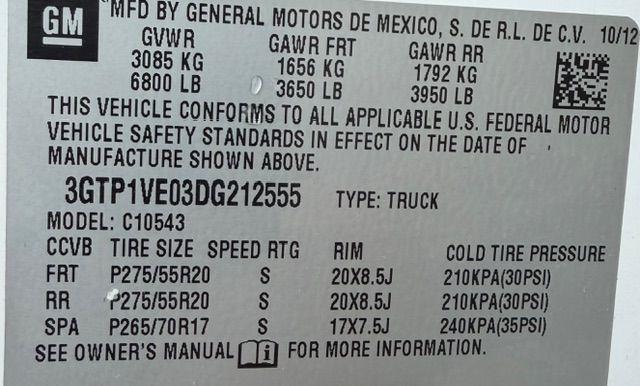 GM
MFD BY GENERAL MOTORS DE MEXICO, S. DE R.L. DE C.V. 10/12
GVWR GAWR FRT GAWR RR
3085 KG 1656 KG 1792 KG
6800 LB 3650 LB 3950 LB
THIS VEHICLE CONFORMS TO ALL APPLICABLE U.S. FEDERAL MOTOR
VEHICLE SAFETY STANDARDS IN EFFECT ON THE DATE OF
MANUFACTURE SHOWN ABOVE.
3GTP1VE03DG212555 TYPE: TRUCK
MODEL: C10543
CCVB TIRE SIZE SPEED RTG RIM COLD TIRE PRESSURE
FRT P275/55R20 S 20X8.5J 210KPA(30PSI)
RR P275/55R20 S 20X8.5J 210KPA(30PSI)
SPA P265/70R17 S 17X7.5J 240KPA(35PSI)
SEE OWNER'S MANUAL i FOR MORE INFORMATION.